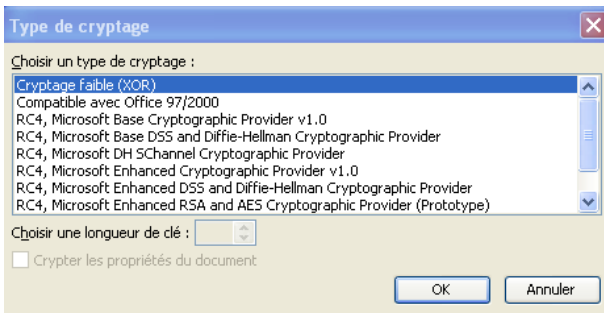 Type de cryptage
Choisir un type de cryptage :
Cryptage faible (XOR)
Compatible avec Office 97/2000
RC4, Microsoft Base Cryptographic Provider v1.0
RC4, Microsoft Base DSS and Diffie-Hellman Cryptographic Provider
RC4, Microsoft DH SChannel Cryptographic Provider
RC4, Microsoft Enhanced Cryptographic Provider v1.0
RC4, Microsoft Enhanced DSS and Diffie-Hellman Cryptographic Provider
RC4, Microsoft Enhanced RSA and AES Cryptographic Provider (Prototype)
Choisir une longueur de clé :
Crypter les propriétés du document
OK Annuler